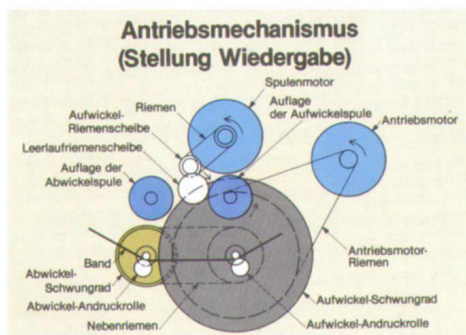 Antriebsmechanismus
(Stellung Wiedergabe)
Spulenmotor
Riemen
Auflage
der Aufwickelspule
Aufwickel-
Riemenscheibe
Antriebsmotor
Leerlaufriemenscheibe
Auflage der
Abwickelspule
Band
Antriebsmotor-
Riemen
Abwickel-
Schwungrad
Abwickel-Andruckrolle
Aufwickel-Schwungrad
Nebenriemen
Aufwickel-Andruckrolle